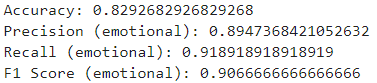 Accuracy: 0.8292682926829268
Precision (emotional): 0.8947368421052632
Recall (emotional): 0.918918918918919
F1 Score (emotional): 0.9066666666666666